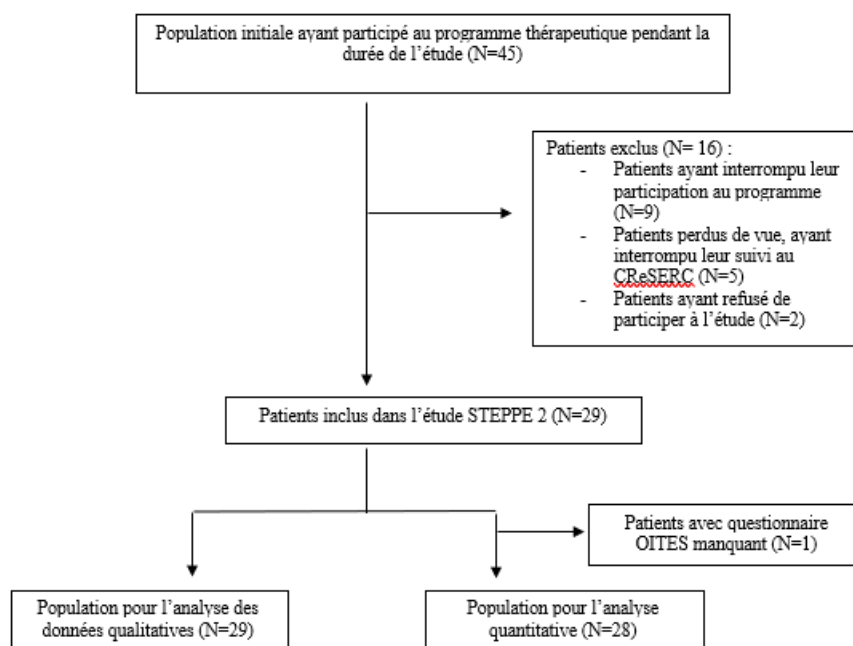 Population initiale ayant participé au programme thérapeutique pendant la
durée de l'étude (N=45)
Patients exclus (N= 16) :
- Patients ayant interrompu leur
participation au programme
(N=9)
- Patients perdus de vue, ayant
interrompu leur suivi au
CReSERC (N=5)
- Patients ayant refusé de
participer à l'étude (N=2)
Patients inclus dans l'étude STEPPE 2 (N=29)
Patients avec questionnaire
OITES manquant (N=1)
Population pour l'analyse des
données qualitatives (N=29)
Population pour l'analyse
quantitative (N=28)